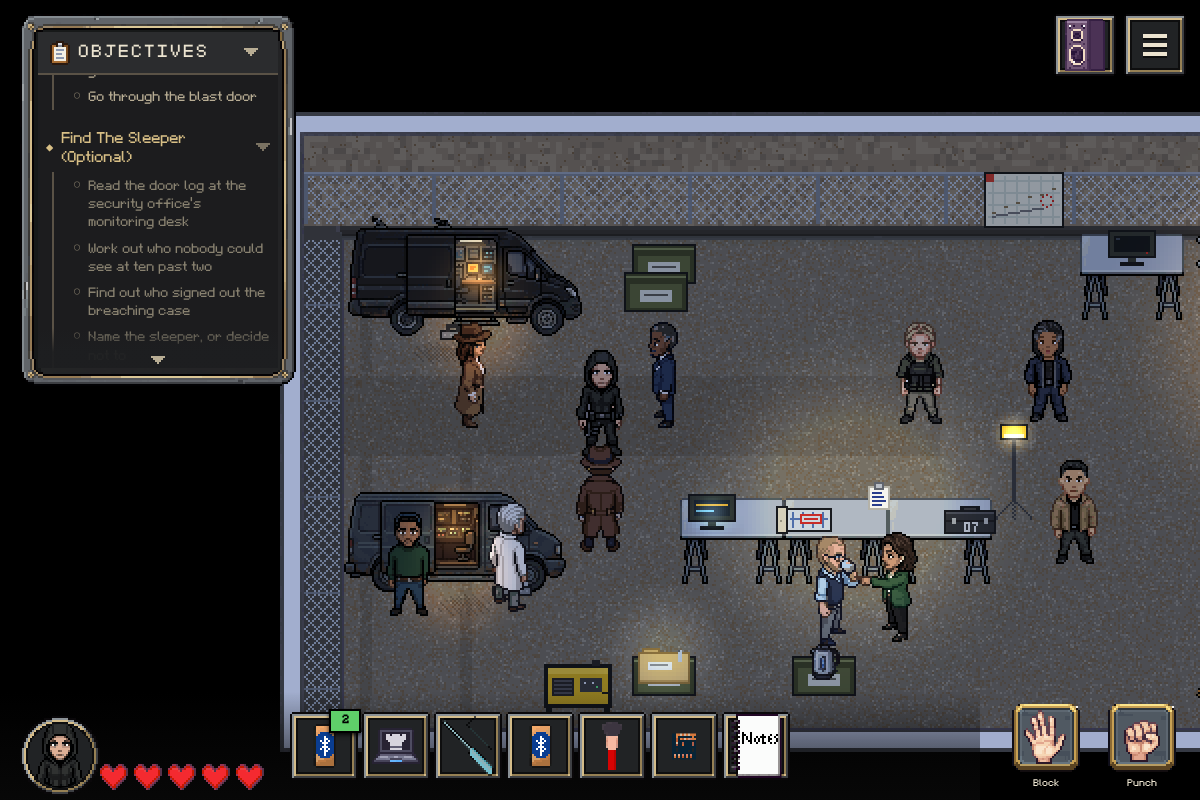 OBJECTIVES
Go through the blast door
Find The Sleeper
(Optional)
Read the door log at the
security office's
monitoring desk
Work out who nobody could
see at ten past two
Find out who signed out the
breaching case
Name the sleeper, or decide
not to
07
2
Notes
Block
Punch